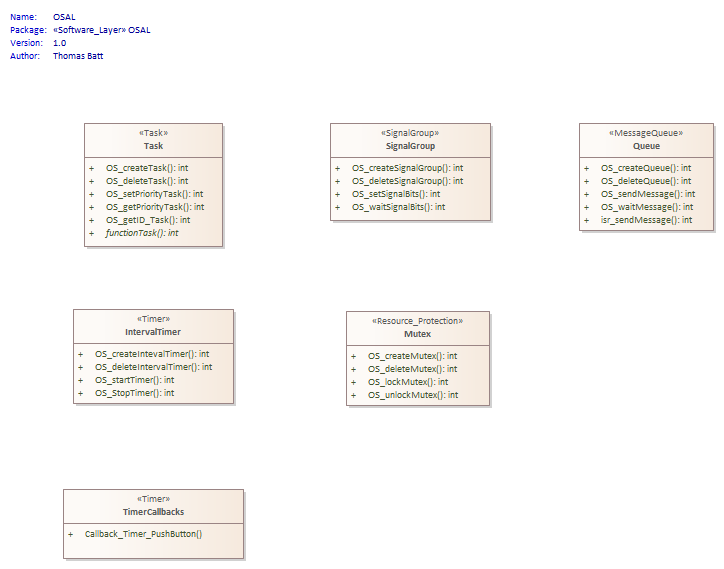 Name: OSAL
Package: «Software_Layer» OSAL
Version: 1.0
Author: Thomas Batt
«Task»
Task
+ OS_createTask(): int
+ OS_deleteTask(): int
+ OS_setPriorityTask(): int
+ OS_getPriorityTask(): int
+ OS_getID_Task(): int
+ functionTask(): int
«SignalGroup»
SignalGroup
+ OS_createSignalGroup(): int
+ OS_deleteSignalGroup(): int
+ OS_setSignalBits(): int
+ OS_waitSignalBits(): int
«MessageQueue»
Queue
+ OS_createQueue(): int
+ OS_deleteQueue(): int
+ OS_sendMessage(): int
+ OS_waitMessage(): int
+ isr_sendMessage(): int
«Timer»
IntervalTimer
+ OS_createIntevalTimer(): int
+ OS_deleteIntervalTimer(): int
+ OS_startTimer(): int
+ OS_StopTimer(): int
«Resource_Protection»
Mutex
+ OS_createMutex(): int
+ OS_deleteMutex(): int
+ OS_lockMutex(): int
+ OS_unlockMutex(): int
«Timer»
TimerCallbacks
+ Callback_Timer_PushButton()